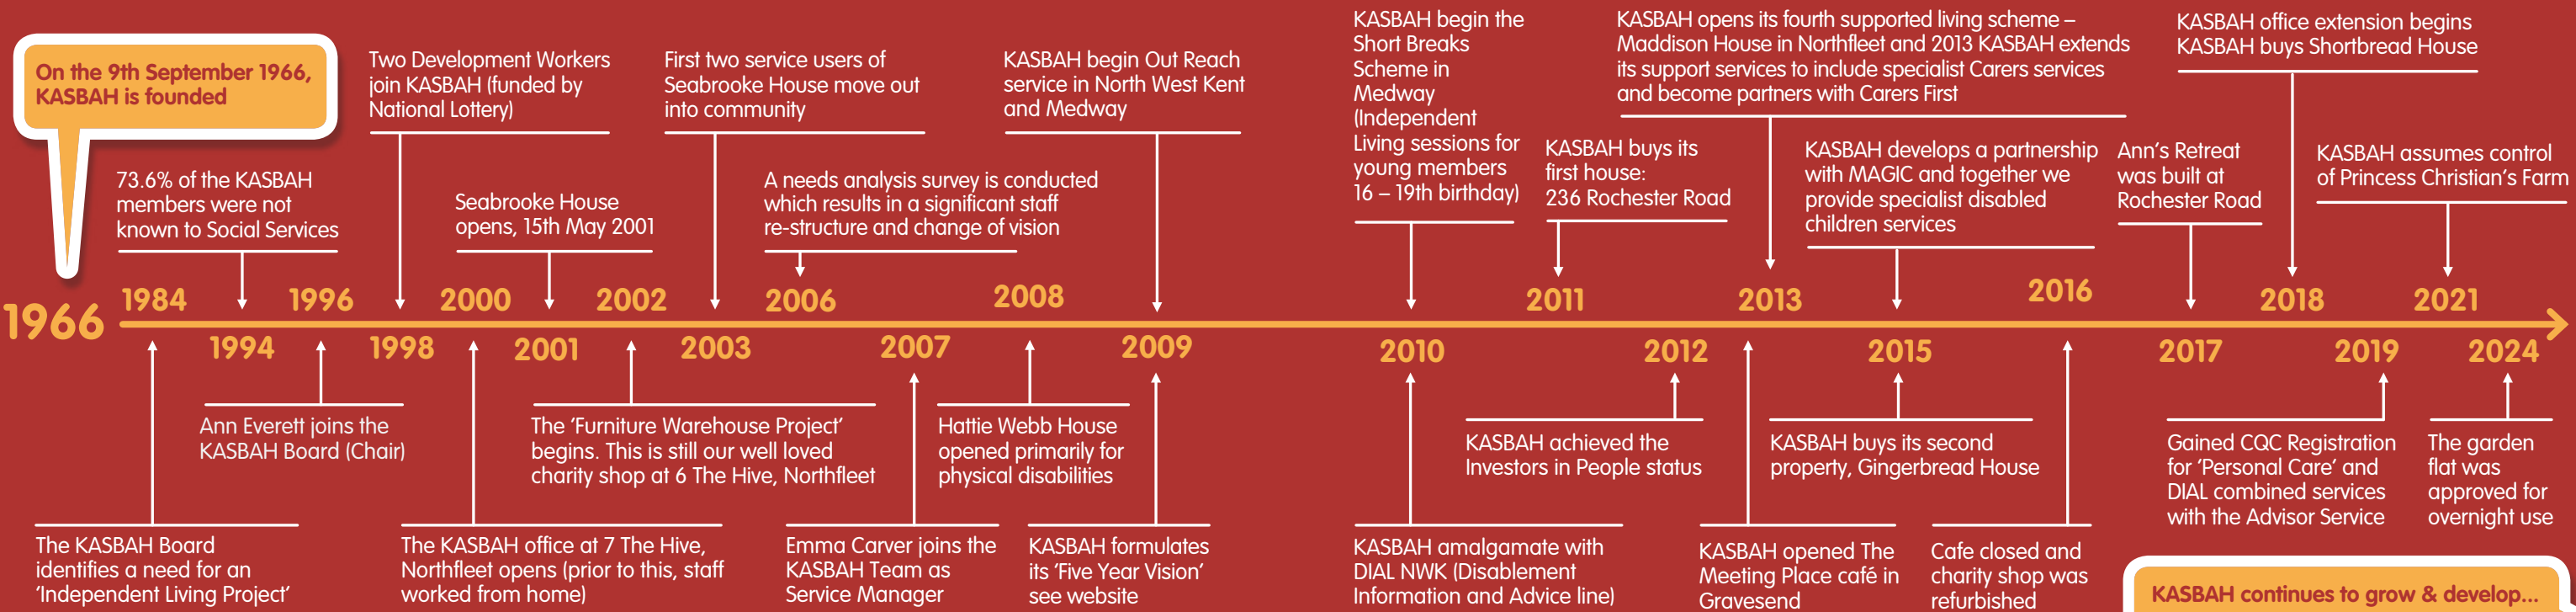 On the 9th September 1966,
KASBAH is founded
1966
73.6% of the KASBAH
members were not
known to Social Services
1984
1994
The KASBAH Board
identifies a need for an
'Independent Living Project'
1996
Ann Everett joins the
KASBAH Board (Chair)
Two Development Workers
join KASBAH (funded by
National Lottery)
1998
2000
The KASBAH office at 7 The Hive,
Northfleet opens (prior to this, staff
worked from home)
Seabrooke House
opens, 15th May 2001
2001
2002
The 'Furniture Warehouse Project'
begins. This is still our well loved
charity shop at 6 The Hive, Northfleet
First two service users of
Seabrooke House move out
into community
2003
A needs analysis survey is conducted
which results in a significant staff
re-structure and change of vision
2006
2007
Emma Carver joins the
KASBAH Team as
Service Manager
2008
Hattie Webb House
opened primarily for
physical disabilities
KASBAH begin Out Reach
service in North West Kent
and Medway
2009
KASBAH formulates
its 'Five Year Vision'
see website
KASBAH begin the
Short Breaks
Scheme in
Medway
(Independent
Living sessions for
young members
16 – 19th birthday)
2010
KASBAH amalgamate with
DIAL NWK (Disablement
Information and Advice line)
KASBAH buys its
first house:
236 Rochester Road
2011
2012
KASBAH achieved the
Investors in People status
KASBAH opens its fourth supported living scheme –
Maddison House in Northfleet and 2013 KASBAH extends
its support services to include specialist Carers services
and become partners with Carers First
2013
KASBAH opened The
Meeting Place café in
Gravesend
KASBAH develops a partnership
with MAGIC and together we
provide specialist disabled
children services
2015
KASBAH buys its second
property, Gingerbread House
2016
Cafe closed and
charity shop was
refurbished
Ann's Retreat
was built at
Rochester Road
2017
KASBAH office extension begins
KASBAH buys Shortbread House
2018
2019
Gained CQC Registration
for 'Personal Care' and
DIAL combined services
with the Advisor Service
KASBAH assumes control
of Princess Christian's Farm
2021
2024
The garden
flat was
approved for
overnight use
KASBAH continues to grow & develop...